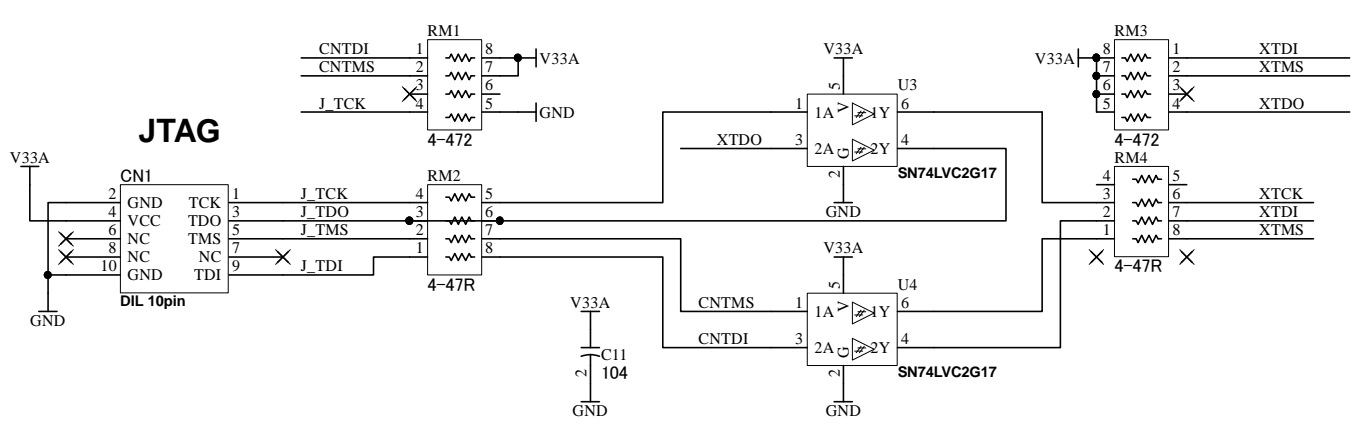 RM1
CNTDI 1 8
CNTMS 2 7 V33A
3 6
J_TCK 4 5 GND
4-472
JTAG
V33A
CN1
2 GND TCK 1 J_TCK
4 VCC TDO 3 J_TDO
6 NC TMS 5 J_TMS
8 NC NC 7
10 GND TDI 9 J_TDI
DIL 10pin
GND
RM2
4 5
3 6
2 7
1 8
4-47R
V33A
C11
2 104
GND
V33A
5 U3
1 1A V 1Y 6
XTDO 3 2A G 2Y 4
2 SN74LVC2G17
GND
V33A
5 U4
CNTMS 1 1A V 1Y 6
CNTDI 3 2A G 2Y 4
2 SN74LVC2G17
GND
RM3
V33A 8 1 XTDI
7 2 XTMS
6 3
5 4 XTDO
4-472
RM4
4 5
3 6 XTCK
2 7 XTDI
1 8 XTMS
4-47R